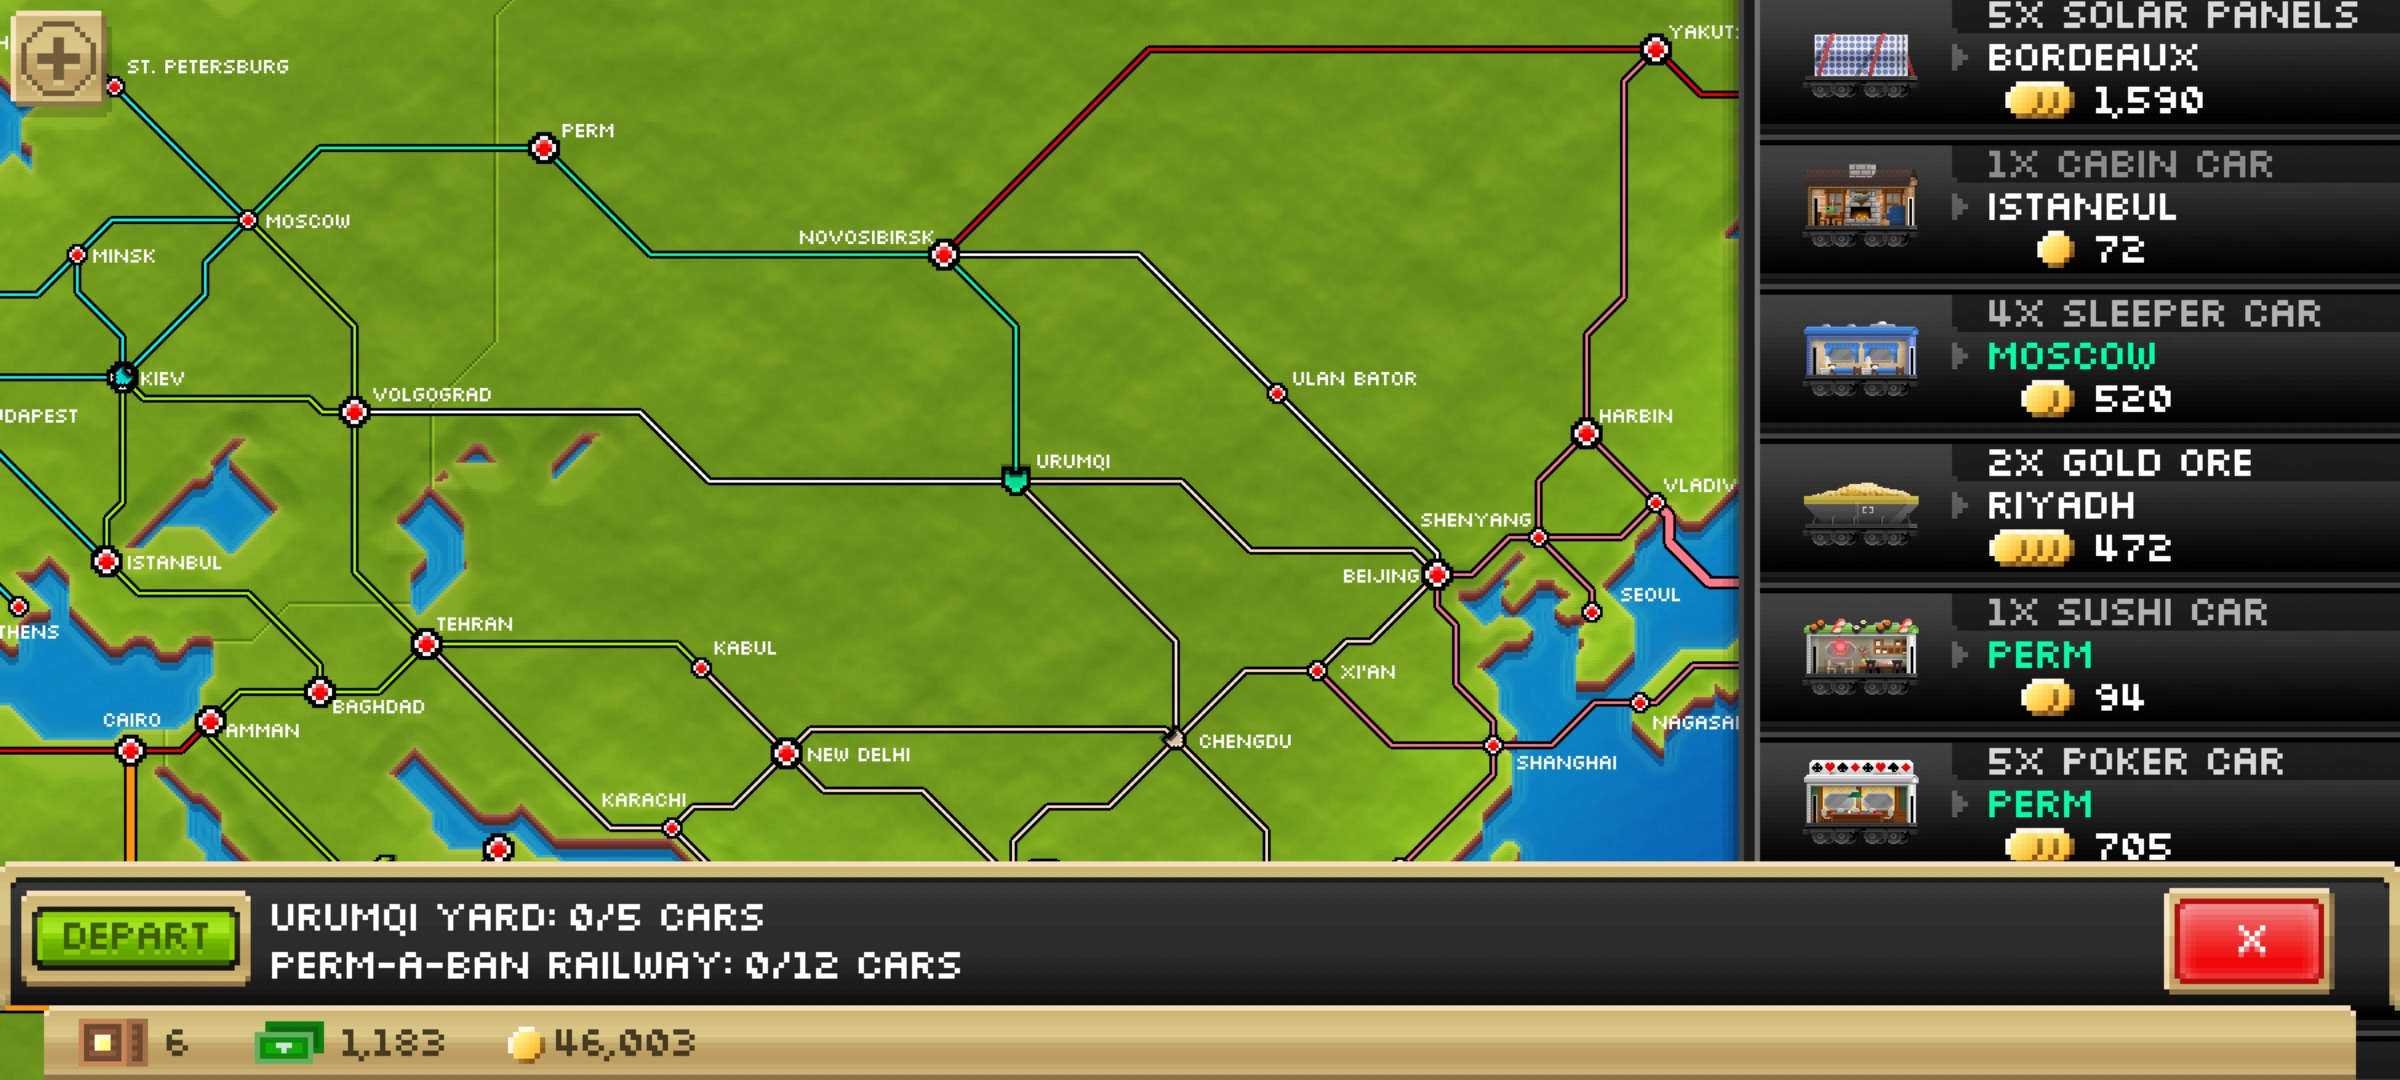 ST. PETERSBURG
PERM
MOSCOW
MINSK
NOVOSIBIRSK
ULAN BATOR
KIEV
VOLGOGRAD
HARBIN
URUMQI
SHENYANG
ISTANBUL
BEIJING
SEOUL
TEHRAN
KABUL
XI'AN
BAGHDAD
CAIRO
AMMAN
NEW DELHI
CHENGDU
SHANGHAI
KARACHI
YAKUT
UDAPEST
VLADIV
THENS
NAGASA
5X SOLAR PANELS
BORDEAUX
1,590
1X CABIN CAR
ISTANBUL
72
4X SLEEPER CAR
MOSCOW
520
2X GOLD ORE
RIYADH
472
1X SUSHI CAR
PERM
94
5X POKER CAR
PERM
705
DEPART
URUMQI YARD: 0/5 CARS
PERM-A-BAN RAILWAY: 0/12 CARS
X
6
1,183
46,003